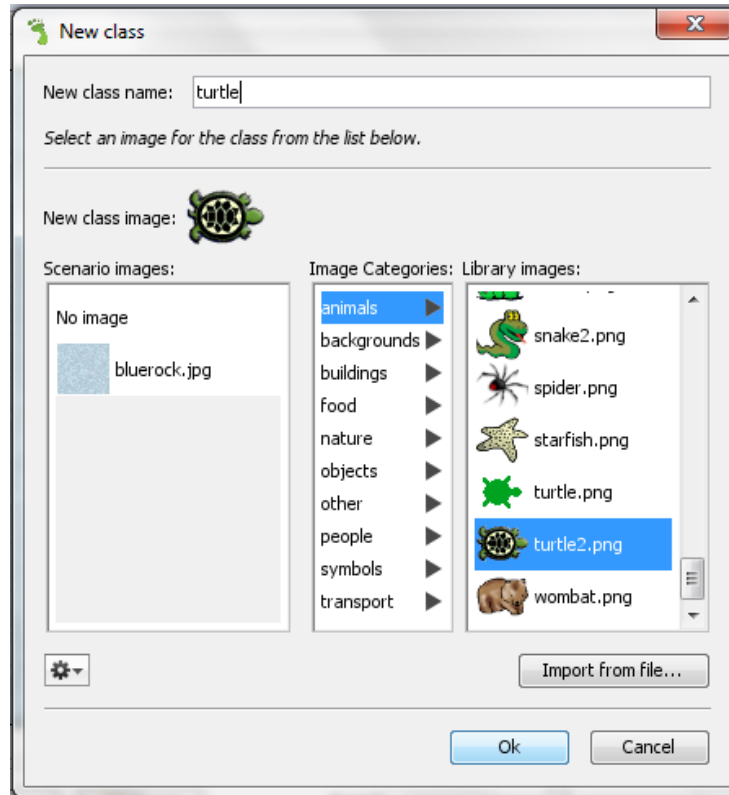 New class
New class name: turtle
Select an image for the class from the list below.
New class image:
Scenario images:
No image
bluerock.jpg
Image Categories:
animals
backgrounds
buildings
food
nature
objects
other
people
symbols
transport
Library images:
snake2.png
spider.png
starfish.png
turtle.png
turtle2.png
wombat.png
Import from file...
Ok
Cancel